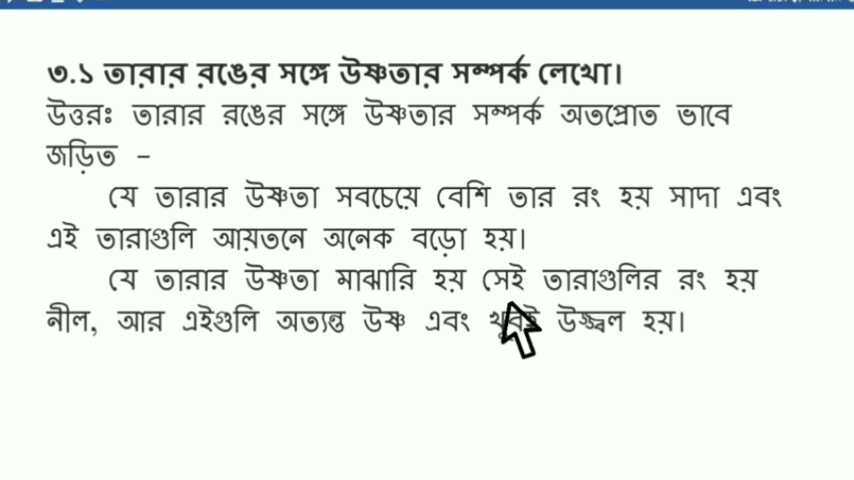 ৩.১ তারার রঙের সঙ্গে উষ্ণতার সম্পর্ক লেখো।
উত্তরঃ তারার রঙের সঙ্গে উষ্ণতার সম্পর্ক অতপ্রোত ভাবে
জড়িত –
যে তারার উষ্ণতা সবচেয়ে বেশি তার রং হয় সাদা এবং
এই তারাগুলি আয়তনে অনেক বড়ো হয়।
যে তারার উষ্ণতা মাঝারি হয় সেই তারাগুলির রং হয়
নীল, আর এইগুলি অত্যন্ত উষ্ণ এবং খুবই উজ্জ্বল হয়।